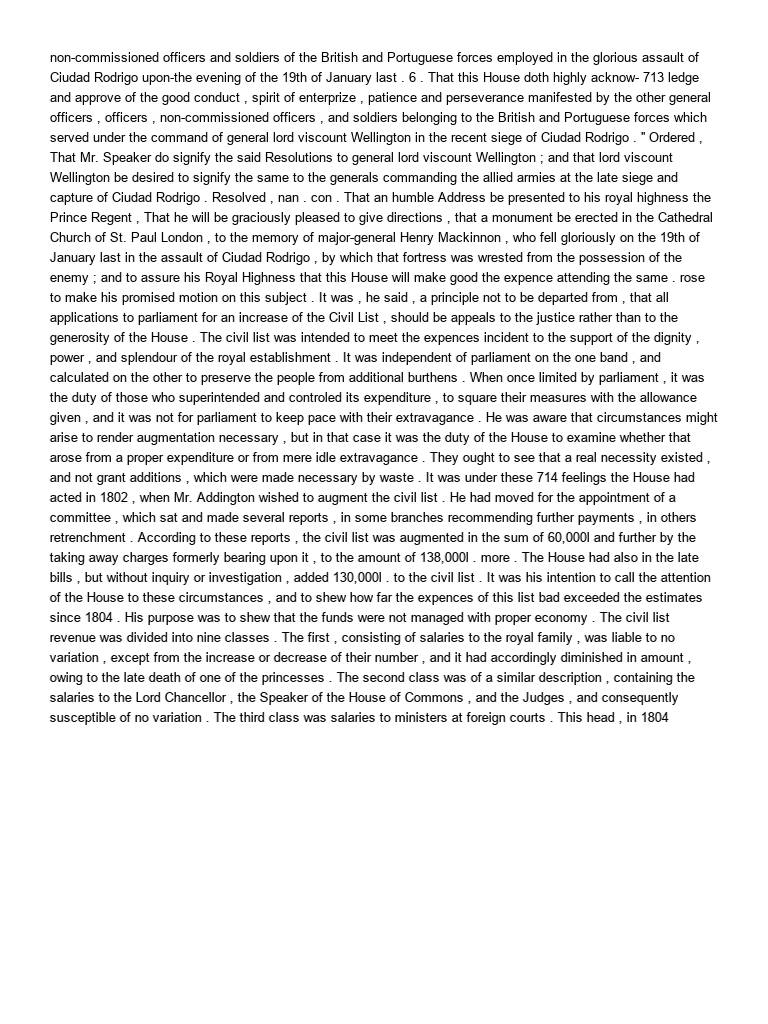 non-commissioned officers and soldiers of the British and Portuguese forces employed in the glorious assault of
Ciudad Rodrigo upon-the evening of the 19th of January last . 6 . That this House doth highly acknow- 713 ledge
and approve of the good conduct , spirit of enterprize , patience and perseverance manifested by the other general
officers , officers , non-commissioned officers , and soldiers belonging to the British and Portuguese forces which
served under the command of general lord viscount Wellington in the recent siege of Ciudad Rodrigo . " Ordered ,
That Mr. Speaker do signify the said Resolutions to general lord viscount Wellington ; and that lord viscount
Wellington be desired to signify the same to the generals commanding the allied armies at the late siege and
capture of Ciudad Rodrigo . Resolved , nan . con . That an humble Address be presented to his royal highness the
Prince Regent , That he will be graciously pleased to give directions , that a monument be erected in the Cathedral
Church of St. Paul London , to the memory of major-general Henry Mackinnon , who fell gloriously on the 19th of
January last in the assault of Ciudad Rodrigo , by which that fortress was wrested from the possession of the
enemy ; and to assure his Royal Highness that this House will make good the expence attending the same . rose
to make his promised motion on this subject . It was , he said , a principle not to be departed from , that all
applications to parliament for an increase of the Civil List , should be appeals to the justice rather than to the
generosity of the House . The civil list was intended to meet the expences incident to the support of the dignity ,
power , and splendour of the royal establishment . It was independent of parliament on the one band , and
calculated on the other to preserve the people from additional burthens . When once limited by parliament , it was
the duty of those who superintended and controled its expenditure , to square their measures with the allowance
given , and it was not for parliament to keep pace with their extravagance . He was aware that circumstances might
arise to render augmentation necessary , but in that case it was the duty of the House to examine whether that
arose from a proper expenditure or from mere idle extravagance . They ought to see that a real necessity existed ,
and not grant additions , which were made necessary by waste . It was under these 714 feelings the House had
acted in 1802 , when Mr. Addington wished to augment the civil list . He had moved for the appointment of a
committee , which sat and made several reports , in some branches recommending further payments , in others
retrenchment . According to these reports , the civil list was augmented in the sum of 60,000l and further by the
taking away charges formerly bearing upon it , to the amount of 138,000l . more . The House had also in the late
bills , but without inquiry or investigation , added 130,000l . to the civil list . It was his intention to call the attention
of the House to these circumstances , and to shew how far the expences of this list bad exceeded the estimates
since 1804 . His purpose was to shew that the funds were not managed with proper economy . The civil list
revenue was divided into nine classes . The first , consisting of salaries to the royal family , was liable to no
variation , except from the increase or decrease of their number , and it had accordingly diminished in amount ,
owing to the late death of one of the princesses . The second class was of a similar description , containing the
salaries to the Lord Chancellor , the Speaker of the House of Commons , and the Judges , and consequently
susceptible of no variation . The third class was salaries to ministers at foreign courts . This head , in 1804